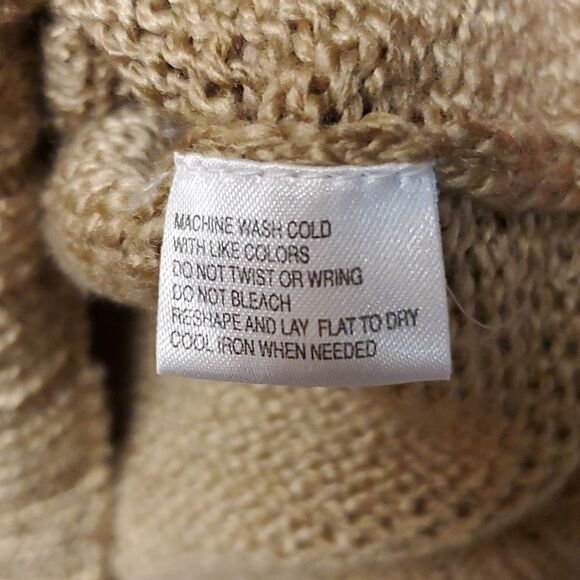 MACHINE WASH COLD
WITH LIKE COLORS
DO NOT TWIST OR WRING
DO NOT BLEACH
RESHAPE AND LAY FLAT TO DRY
COOL IRON WHEN NEEDED